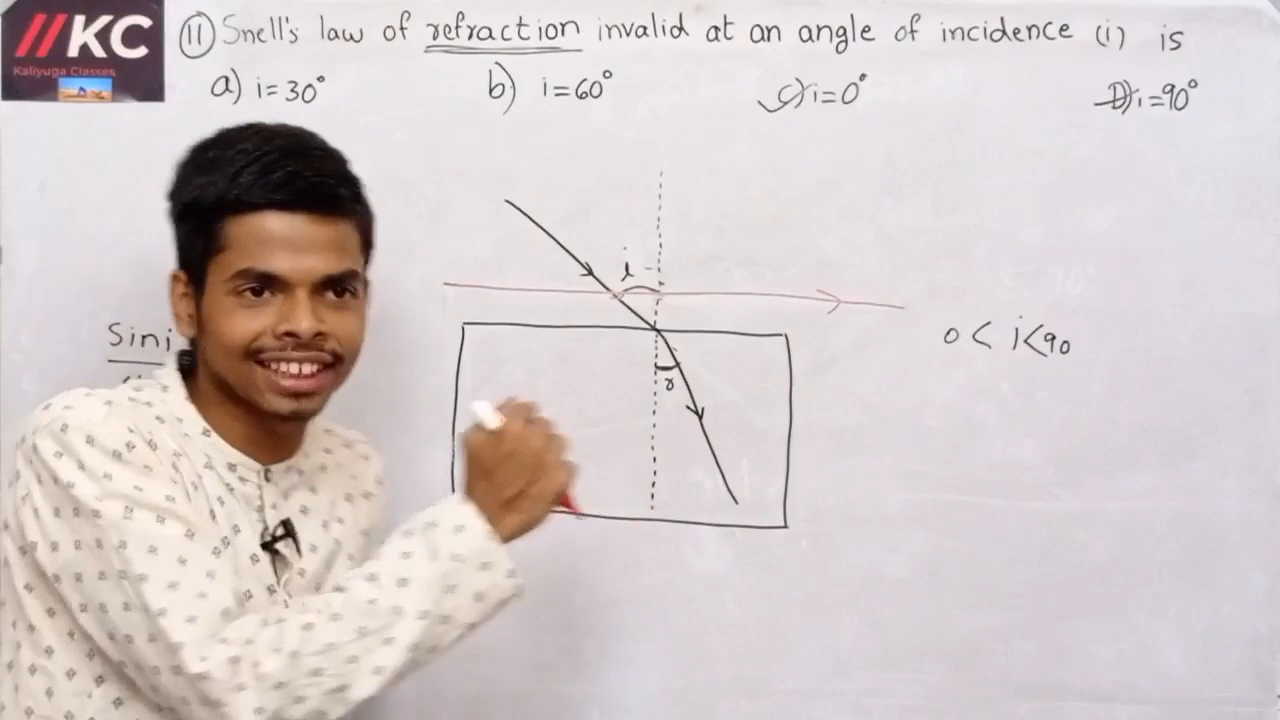 //KC
Kaliyuga Classes
(11) Snell's law of refraction invalid at an angle of incidence (i) is
a) i=30° b) i=60° c) i=0° D) i=90°
i
Sini
0< i<90
r